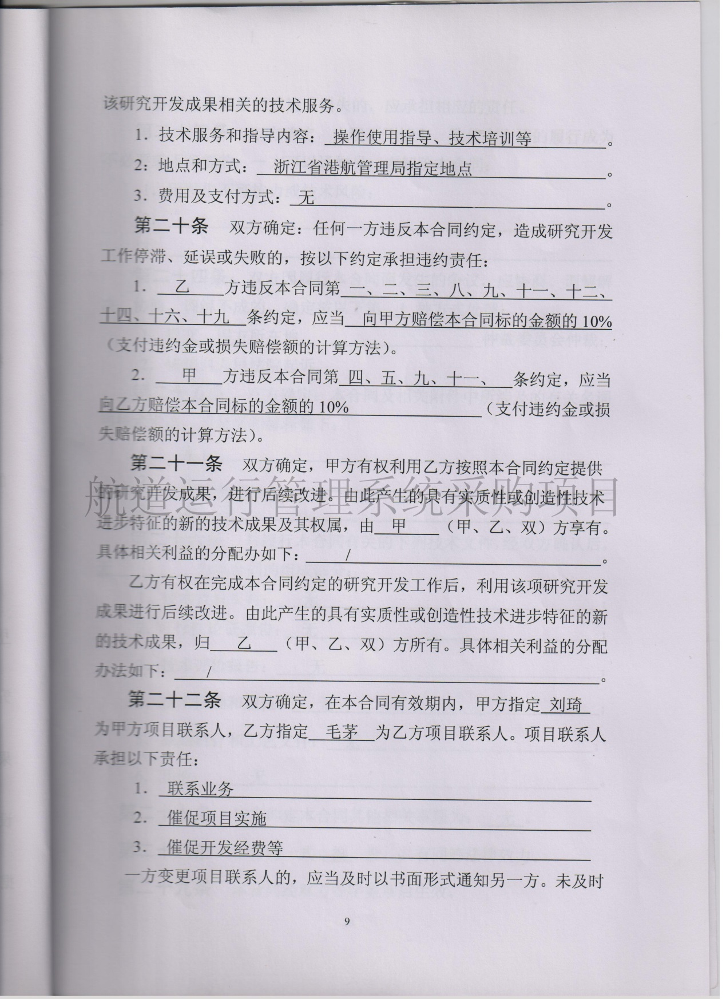 该研究开发成果相关的技术服务。
1．技术服务和指导内容： 操作使用指导、技术培训等 。
2：地点和方式： 浙江省港航管理局指定地点 。
3．费用及支付方式： 无 。
第二十条 双方确定：任何一方违反本合同约定，造成研究开发
工作停滞、延误或失败的，按以下约定承担违约责任：
1． 乙 方违反本合同第 一、二、三、八、九、十一、十二、
十四、十六、十九 条约定，应当 向甲方赔偿本合同标的金额的 10%
（支付违约金或损失赔偿额的计算方法）。
2． 甲 方违反本合同第 四、五、九、十一、 条约定，应当
向乙方赔偿本合同标的金额的 10% （支付违约金或损
失赔偿额的计算方法）。
第二十一条 双方确定，甲方有权利用乙方按照本合同约定提供
航道运行管理系统采购项目
的研究开发成果，进行后续改进。由此产生的具有实质性或创造性技术
进步特征的新的技术成果及其权属，由 甲 （甲、乙、双）方享有。
具体相关利益的分配办如下： / 。
乙方有权在完成本合同约定的研究开发工作后，利用该项研究开发
成果进行后续改进。由此产生的具有实质性或创造性技术进步特征的新
的技术成果，归 乙 （甲、乙、双）方所有。具体相关利益的分配
办法如下： / 。
第二十二条 双方确定，在本合同有效期内，甲方指定 刘琦
为甲方项目联系人，乙方指定 毛茅 为乙方项目联系人。项目联系人
承担以下责任：
1． 联系业务
2． 催促项目实施
3． 催促开发经费等
一方变更项目联系人的，应当及时以书面形式通知另一方。未及时
9